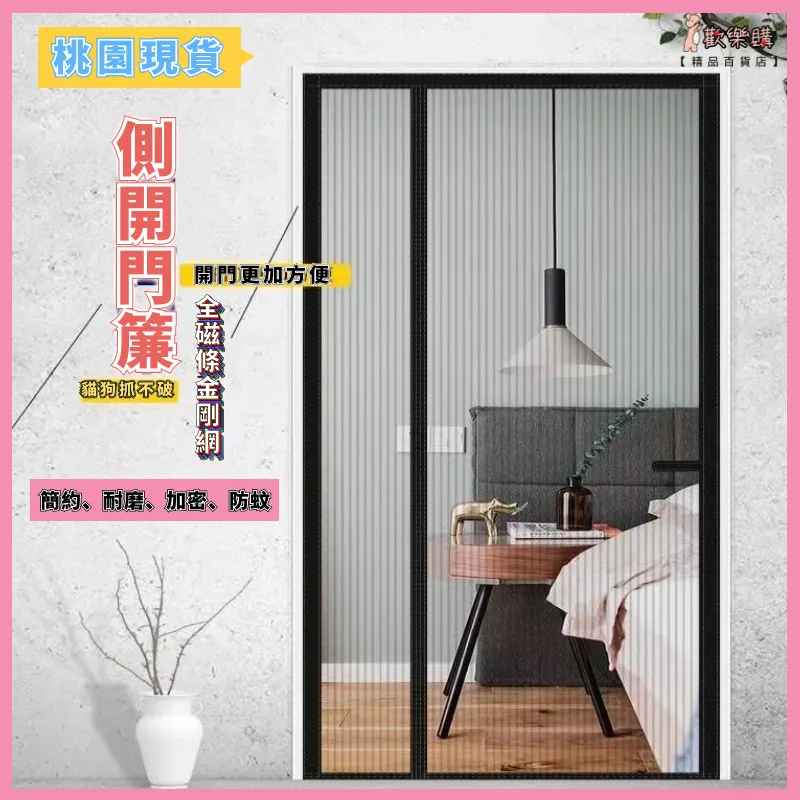 桃園現貨
歡樂購
【精品百貨店】
側開門簾
開門更加方便
全磁條金剛網
貓狗抓不破
簡約、耐磨、加密、防蚊